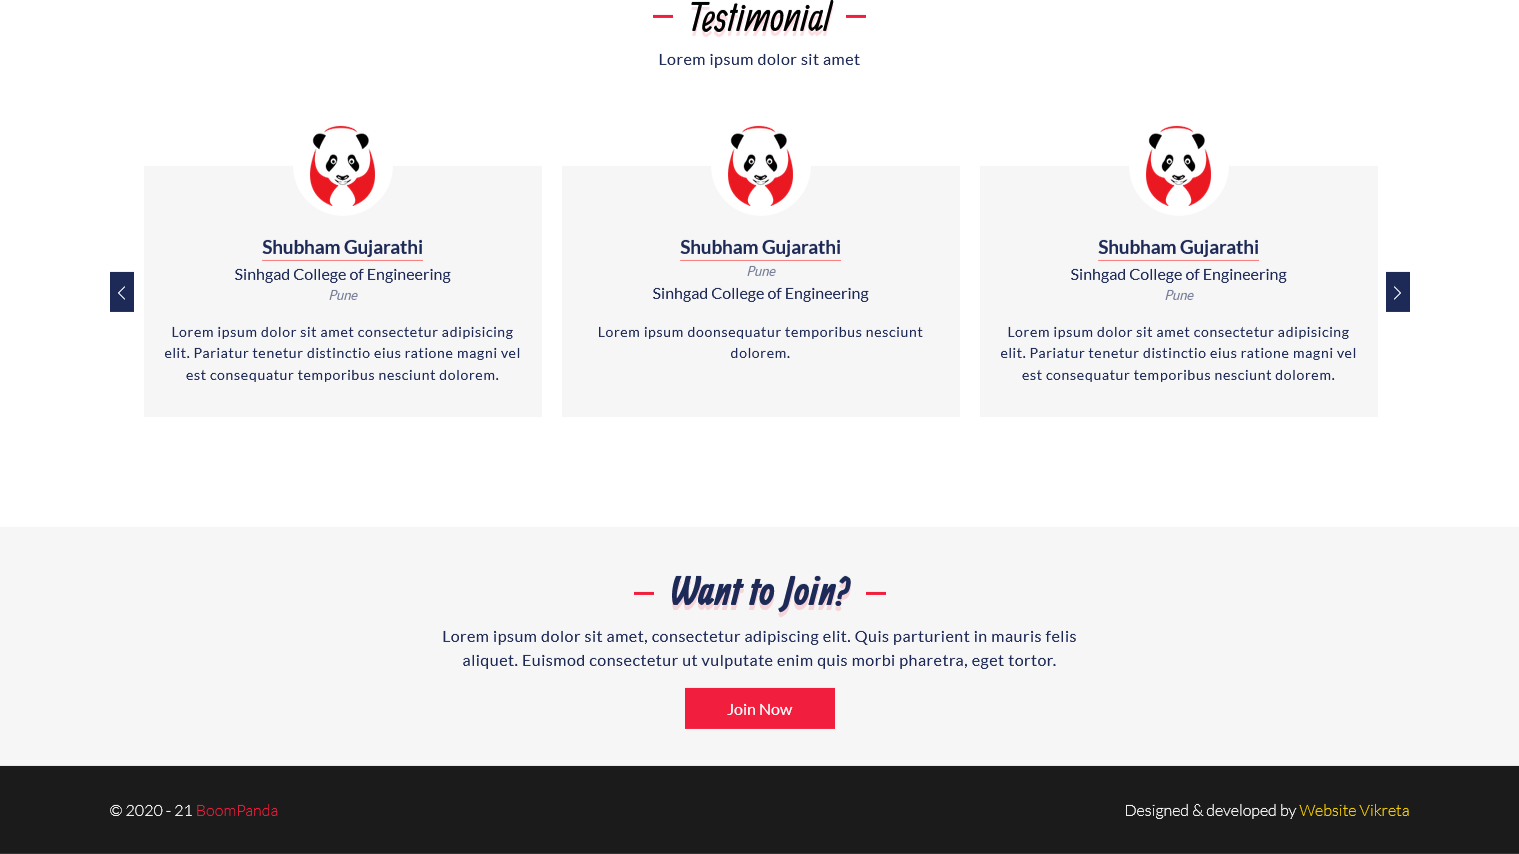 Testimonial
Lorem ipsum dolor sit amet
Shubham Gujarathi
Sinhgad College of Engineering
Pune
Lorem ipsum dolor sit amet consectetur adipisicing
elit. Pariatur tenetur distinctio eius ratione magni vel
est consequatur temporibus nesciunt dolorem.
Shubham Gujarathi
Pune
Sinhgad College of Engineering
Lorem ipsum doonsequatur temporibus nesciunt
dolorem.
Shubham Gujarathi
Sinhgad College of Engineering
Pune
Lorem ipsum dolor sit amet consectetur adipisicing
elit. Pariatur tenetur distinctio eius ratione magni vel
est consequatur temporibus nesciunt dolorem.
Want to Join?
Lorem ipsum dolor sit amet, consectetur adipiscing elit. Quis parturient in mauris felis
aliquet. Euismod consectetur ut vulputate enim quis morbi pharetra, eget tortor.
Join Now
© 2020 - 21 BoomPanda
Designed & developed by Website Vikreta